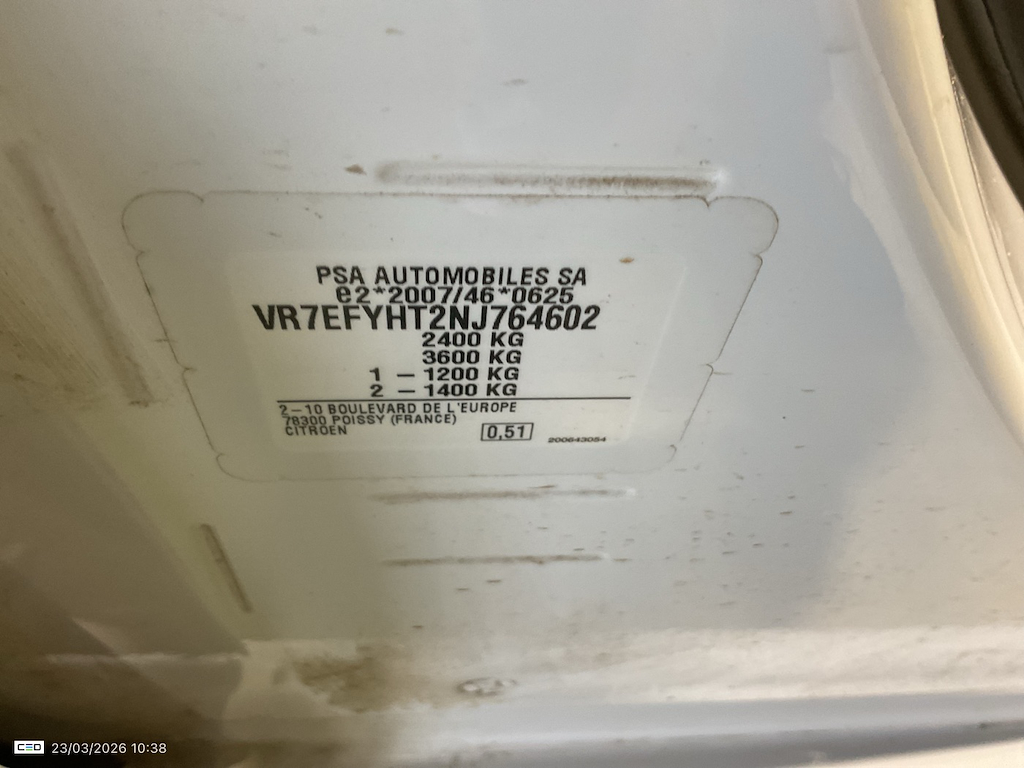 PSA AUTOMOBILES SA
e2*2007/46*0625
VR7EFYHT2NJ764602
2400 KG
3600 KG
1 – 1200 KG
2 – 1400 KG
2–10 BOULEVARD DE L'EUROPE
78300 POISSY (FRANCE)
CITROEN
0,51
200643054
CEO 23/03/2026 10:38